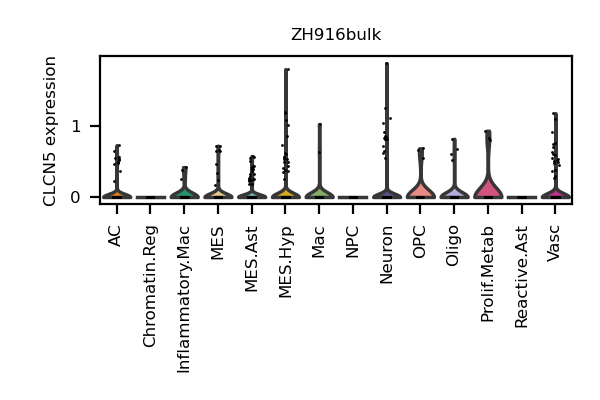 ZH916bulk
CLCN5 expression
1
0
AC
Chromatin.Reg
Inflammatory.Mac
MES
MES.Ast
MES.Hyp
Mac
NPC
Neuron
OPC
Oligo
Prolif.Metab
Reactive.Ast
Vasc